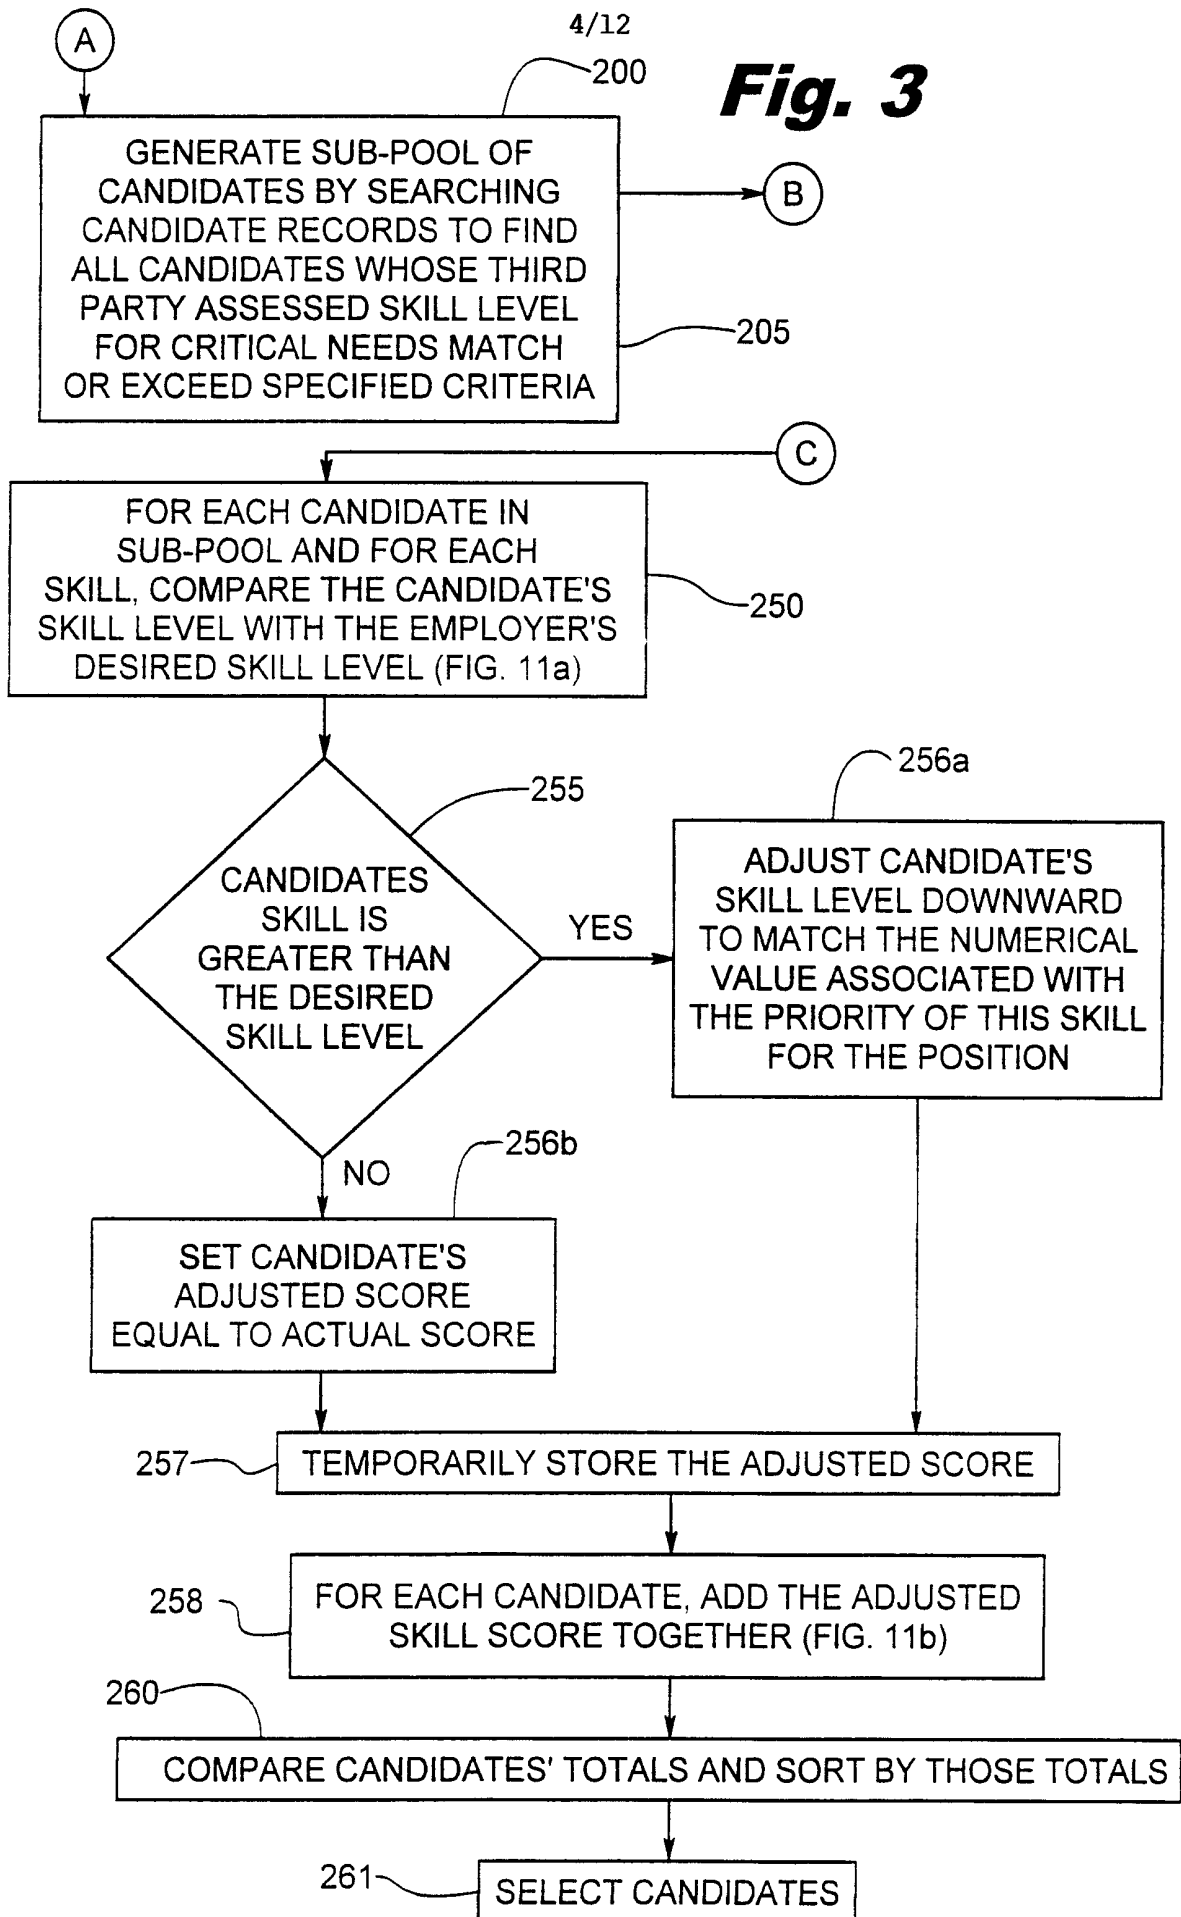 4/12
A
200
Fig. 3
GENERATE SUB-POOL OF
CANDIDATES BY SEARCHING
CANDIDATE RECORDS TO FIND
ALL CANDIDATES WHOSE THIRD
PARTY ASSESSED SKILL LEVEL
FOR CRITICAL NEEDS MATCH
OR EXCEED SPECIFIED CRITERIA
B
205
C
FOR EACH CANDIDATE IN
SUB-POOL AND FOR EACH
SKILL, COMPARE THE CANDIDATE'S
SKILL LEVEL WITH THE EMPLOYER'S
DESIRED SKILL LEVEL (FIG. 11a)
250
255
CANDIDATES
SKILL IS
GREATER THAN
THE DESIRED
SKILL LEVEL
YES
256a
ADJUST CANDIDATE'S
SKILL LEVEL DOWNWARD
TO MATCH THE NUMERICAL
VALUE ASSOCIATED WITH
THE PRIORITY OF THIS SKILL
FOR THE POSITION
NO
256b
SET CANDIDATE'S
ADJUSTED SCORE
EQUAL TO ACTUAL SCORE
257
TEMPORARILY STORE THE ADJUSTED SCORE
258
FOR EACH CANDIDATE, ADD THE ADJUSTED
SKILL SCORE TOGETHER (FIG. 11b)
260
COMPARE CANDIDATES' TOTALS AND SORT BY THOSE TOTALS
261
SELECT CANDIDATES